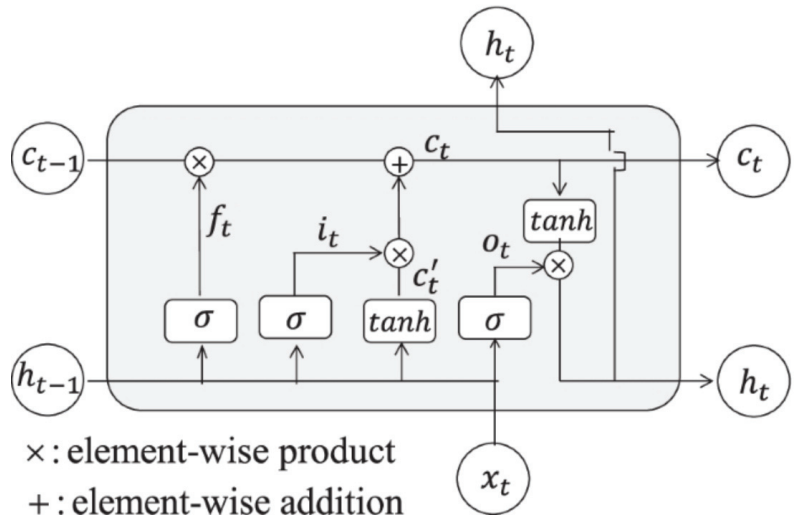 h_t
c_{t-1}
c_t
c_t
f_t
i_t
o_t
tanh
c'_t
σ
σ
tanh
σ
h_{t-1}
h_t
×: element-wise product
+: element-wise addition
x_t